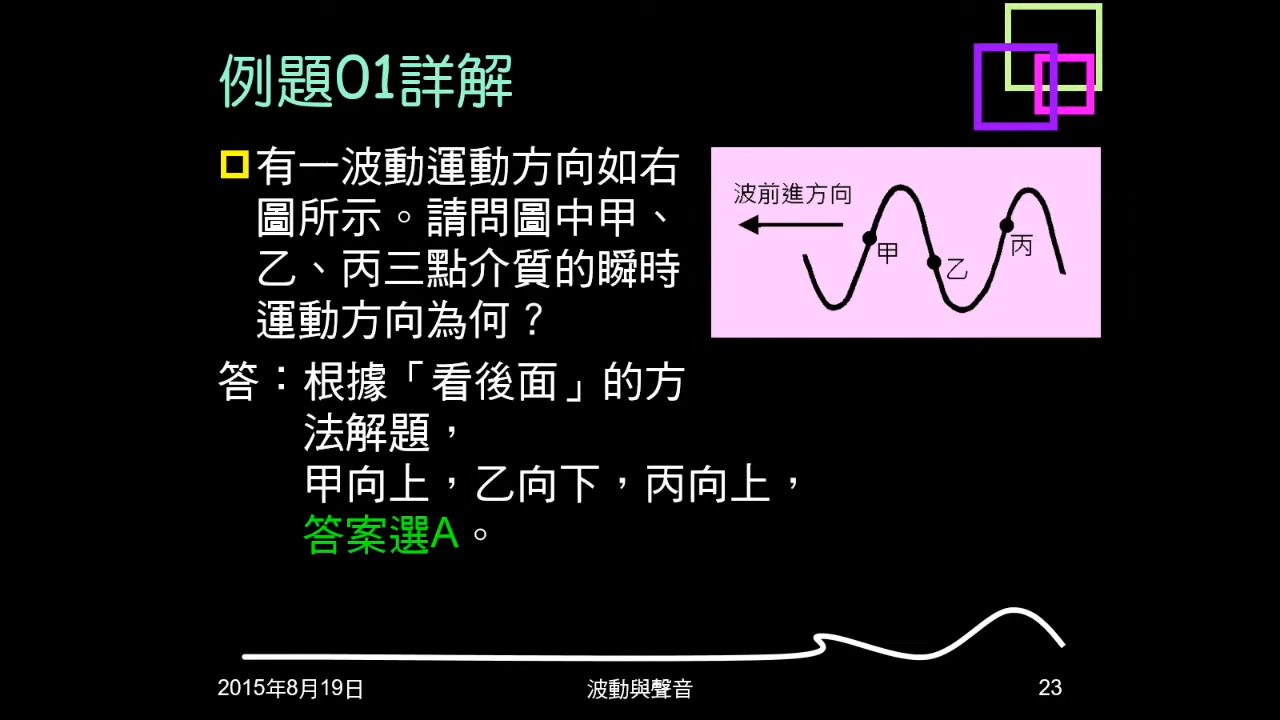 例題01詳解
有一波動運動方向如右
圖所示。請問圖中甲、
乙、丙三點介質的瞬時
運動方向為何？
波前進方向
甲
乙
丙
答：根據「看後面」的方
法解題，
甲向上，乙向下，丙向上，
答案選A。
2015年8月19日
波動與聲音
23